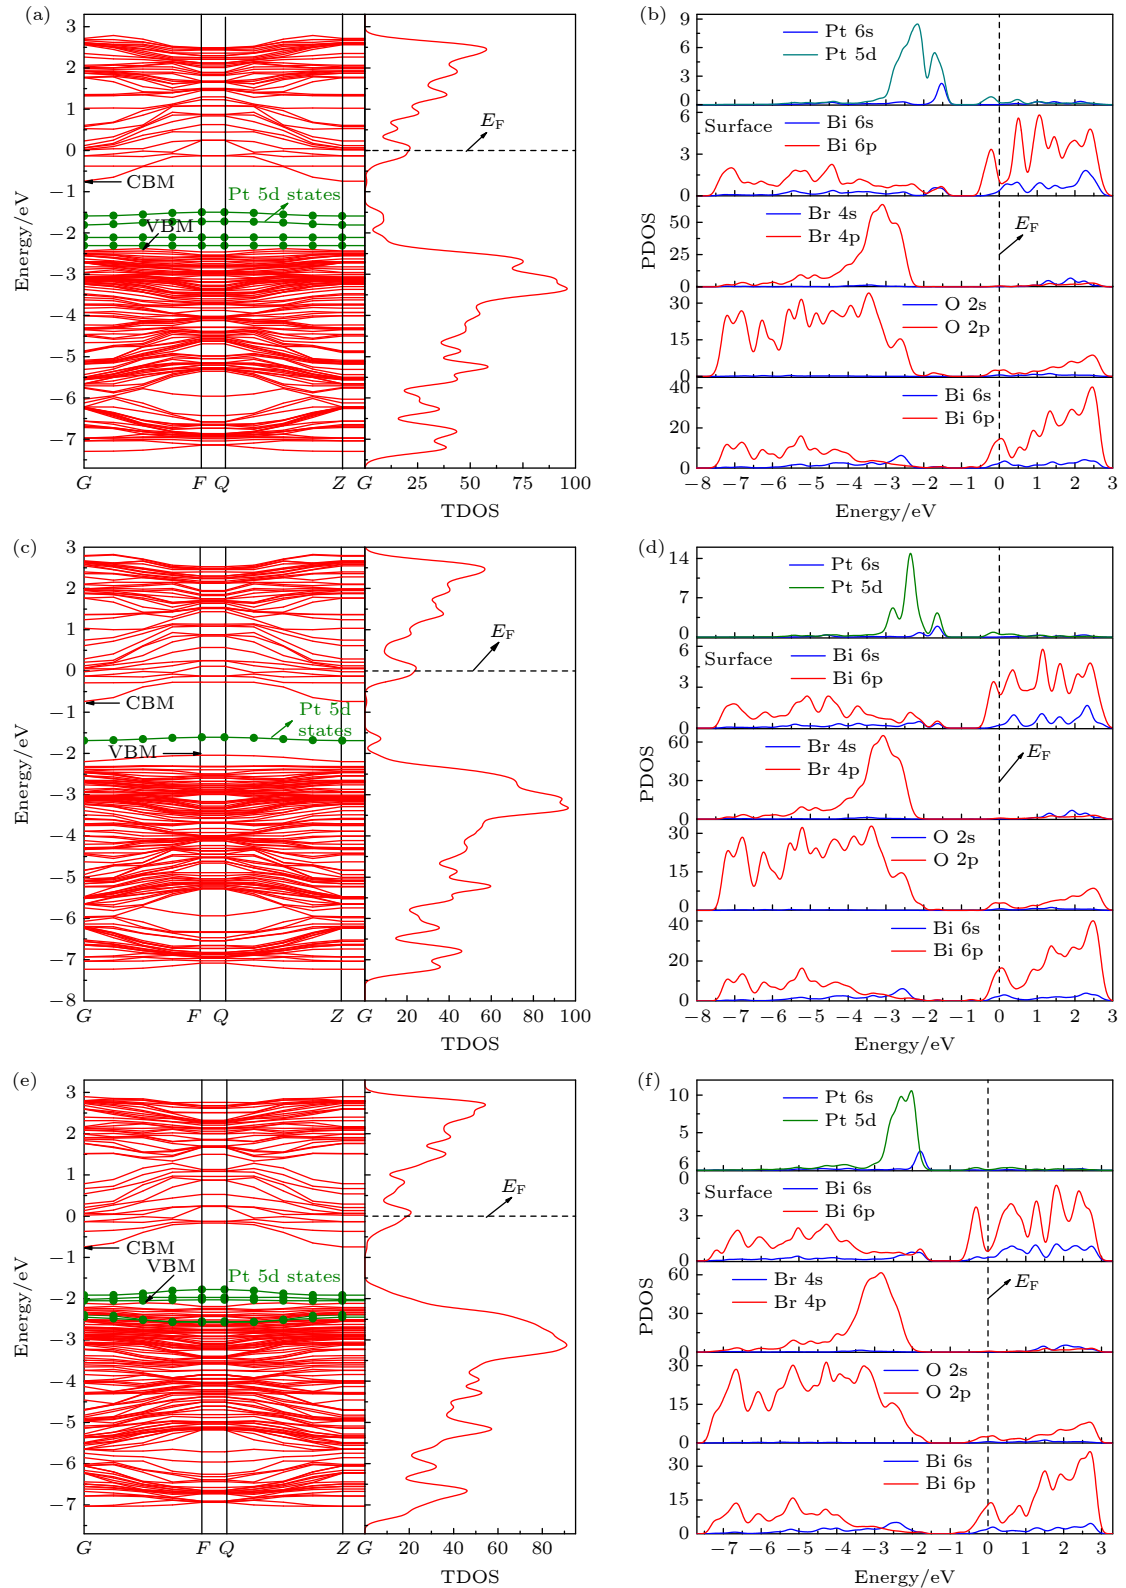 (a)
3
2
1
0
−1
−2
−3
−4
−5
−6
−7
Energy/eV
E_F
CBM
Pt 5d states
VBM
G F Q Z G 25 50 75 100
TDOS
(b)
9
6
3
0
Pt 6s
Pt 5d
6
3
0
Surface
Bi 6s
Bi 6p
50
25
0
Br 4s
Br 4p
E_F
PDOS
30
15
0
O 2s
O 2p
40
20
0
Bi 6s
Bi 6p
−8 −7 −6 −5 −4 −3 −2 −1 0 1 2 3
Energy/eV
(c)
3
2
1
0
−1
−2
−3
−4
−5
−6
−7
−8
Energy/eV
E_F
CBM
Pt 5d
states
VBM
G F Q Z G 20 40 60 80 100
TDOS
(d)
14
7
0
Pt 6s
Pt 5d
6
3
0
Surface
Bi 6s
Bi 6p
60
30
0
Br 4s
Br 4p
E_F
PDOS
30
15
0
O 2s
O 2p
40
20
0
Bi 6s
Bi 6p
−8 −7 −6 −5 −4 −3 −2 −1 0 1 2 3
Energy/eV
(e)
3
2
1
0
−1
−2
−3
−4
−5
−6
−7
Energy/eV
E_F
CBM
VBM
Pt 5d states
G F Q Z G 20 40 60 80
TDOS
(f)
10
5
0
Pt 6s
Pt 5d
6
3
0
Surface
Bi 6s
Bi 6p
60
30
0
Br 4s
Br 4p
E_F
PDOS
30
15
0
O 2s
O 2p
30
15
0
Bi 6s
Bi 6p
−7 −6 −5 −4 −3 −2 −1 0 1 2 3
Energy/eV